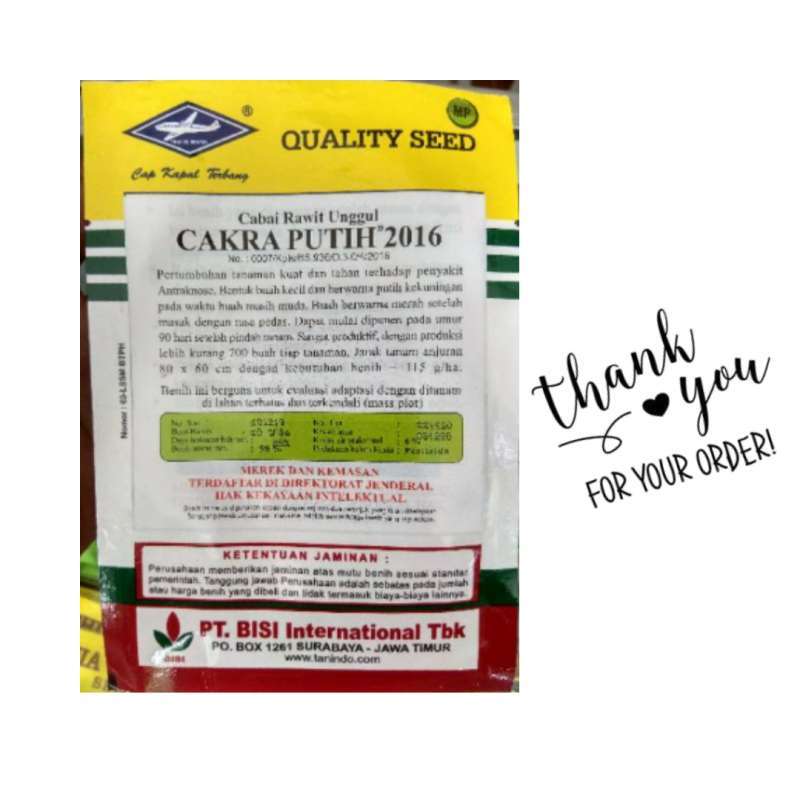 MP
QUALITY SEED
Cap Kapal Terbang
Cabai Rawit Unggul
CAKRA PUTIH® 2016
Pertumbuhan tanaman kuat dan tahan terhadap penyakit
Antraknose. Bentuk buah kecil dan berwarna putih kekuningan
pada waktu buah masih muda. Buah berwarna merah setelah
masak dengan rasa pedas. Dapat mulai dipanen pada umur
90 hari setelah pindah tanam. Sangat produktif, dengan produksi
lebih kurang 700 buah tiap tanaman. Jarak tanam anjuran
80 x 60 cm dengan kebutuhan benih 115 g/ha.
Benih ini berguna untuk evaluasi adaptasi dengan ditanam
di lahan terbatas dan terkendali (mass plot)
MEREK DAN KEMASAN
TERDAFTAR DI DIREKTORAT JENDERAL
HAK KEKAYAAN INTELEKTUAL
KETENTUAN JAMINAN :
Perusahaan memberikan jaminan atas mutu benih sesuai standar
pemerintah. Tanggung jawab Perusahaan adalah sebatas pada jumlah
atau harga benih yang dibeli dan tidak termasuk biaya-biaya lainnya.
PT. BISI International Tbk
PO. BOX 1261 SURABAYA - JAWA TIMUR
www.tanindo.com
thank
you
FOR YOUR ORDER!